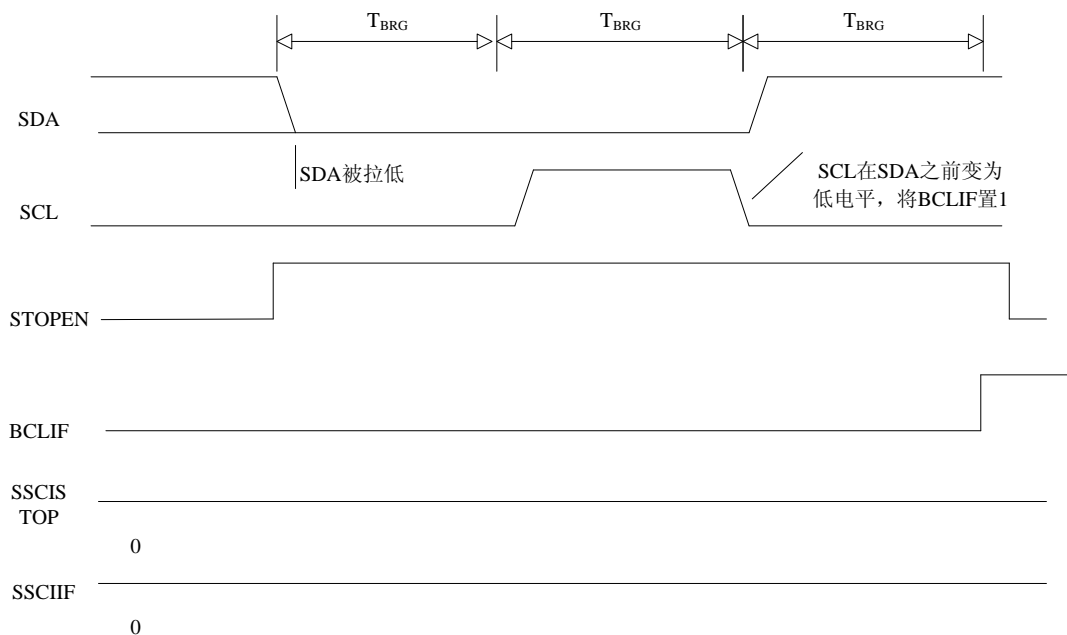 TBRG TBRG TBRG
SDA
SDA被拉低
SCL在SDA之前变为
低电平，将BCLIF置1
SCL
STOPEN
BCLIF
SSCIS
TOP
0
SSCIIF
0